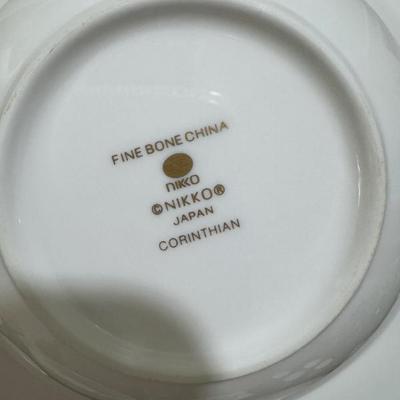 FINE BONE CHINA
nikko
©NIKKO®
JAPAN
CORINTHIAN